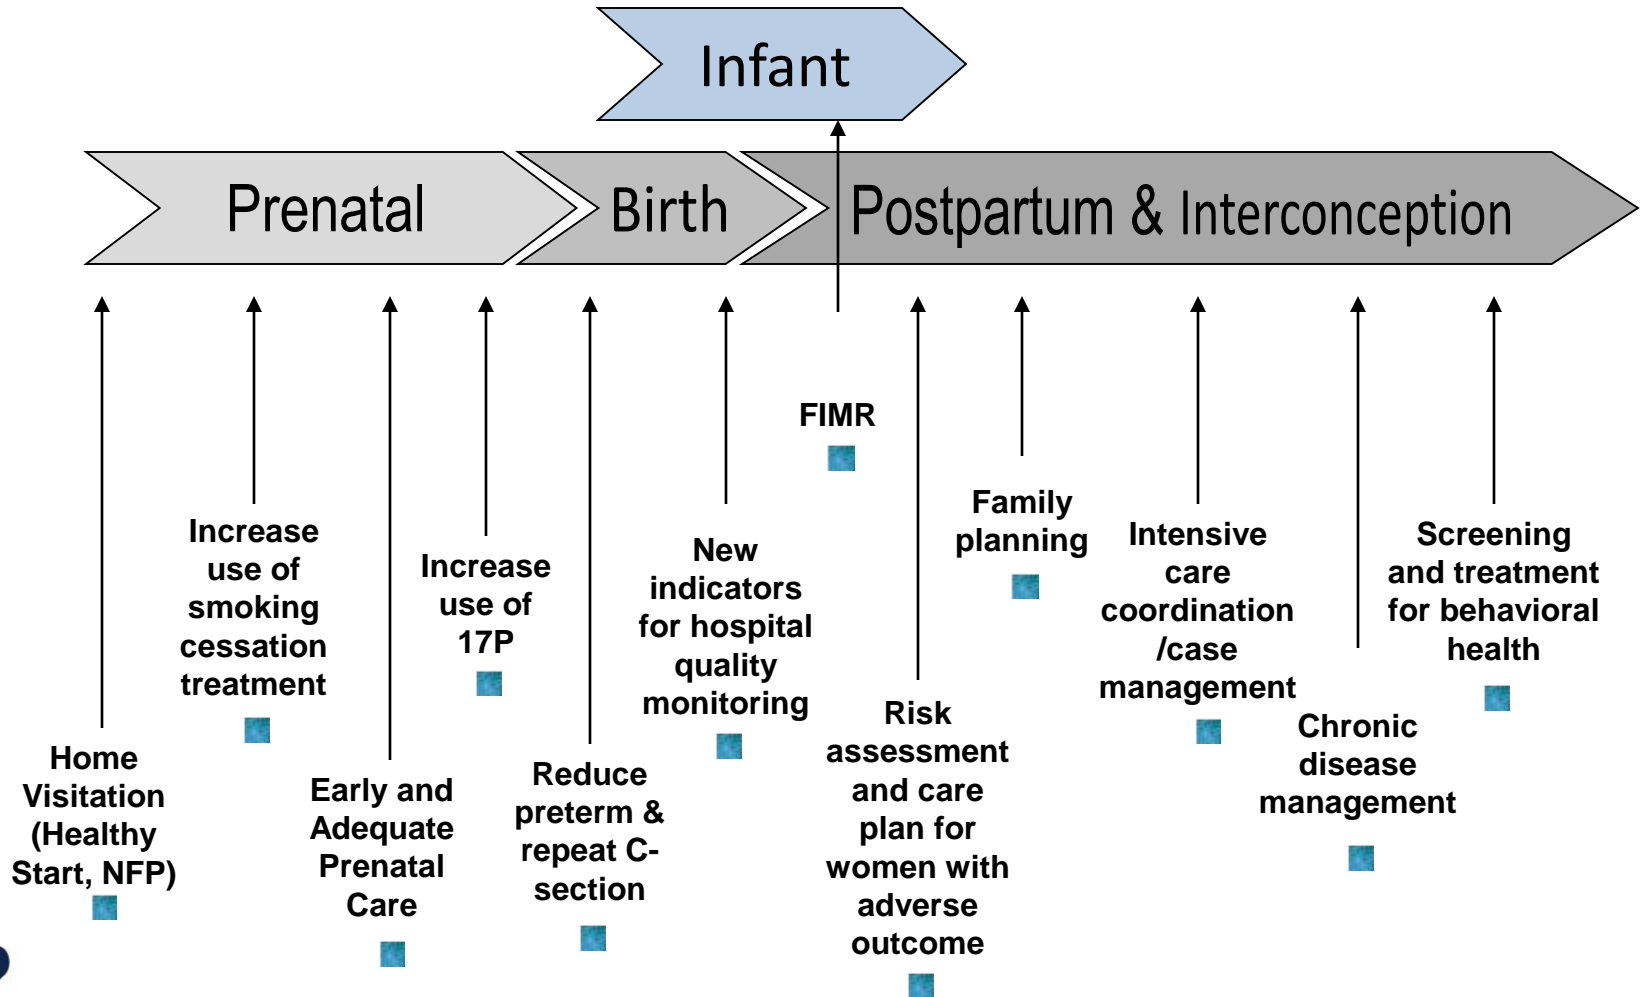 Infant
Prenatal
Birth
Postpartum & Interconception
FIMR
Family
planning
Increase
use of
smoking
cessation
treatment
Increase
use of
17P
New
indicators
for hospital
quality
monitoring
Intensive
care
coordination
/case
management
Screening
and treatment
for behavioral
health
Home
Visitation
(Healthy
Start, NFP)
Early and
Adequate
Prenatal
Care
Reduce
preterm &
repeat C-
section
Risk
assessment
and care
plan for
women with
adverse
outcome
Chronic
disease
management